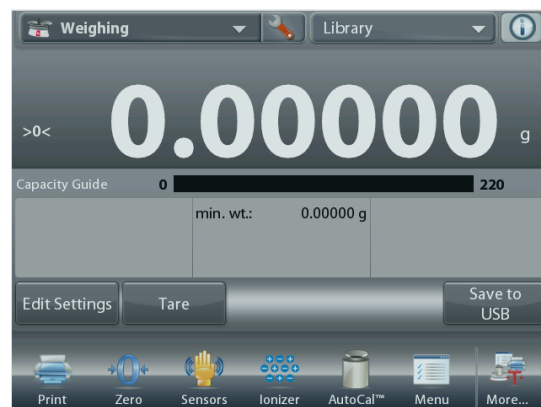 Weighing Library
>0< 0.00000 g
Capacity Guide 0 220
min. wt.: 0.00000 g
Edit Settings Tare Save to
USB
Print Zero Sensors Ionizer AutoCal™ Menu More...